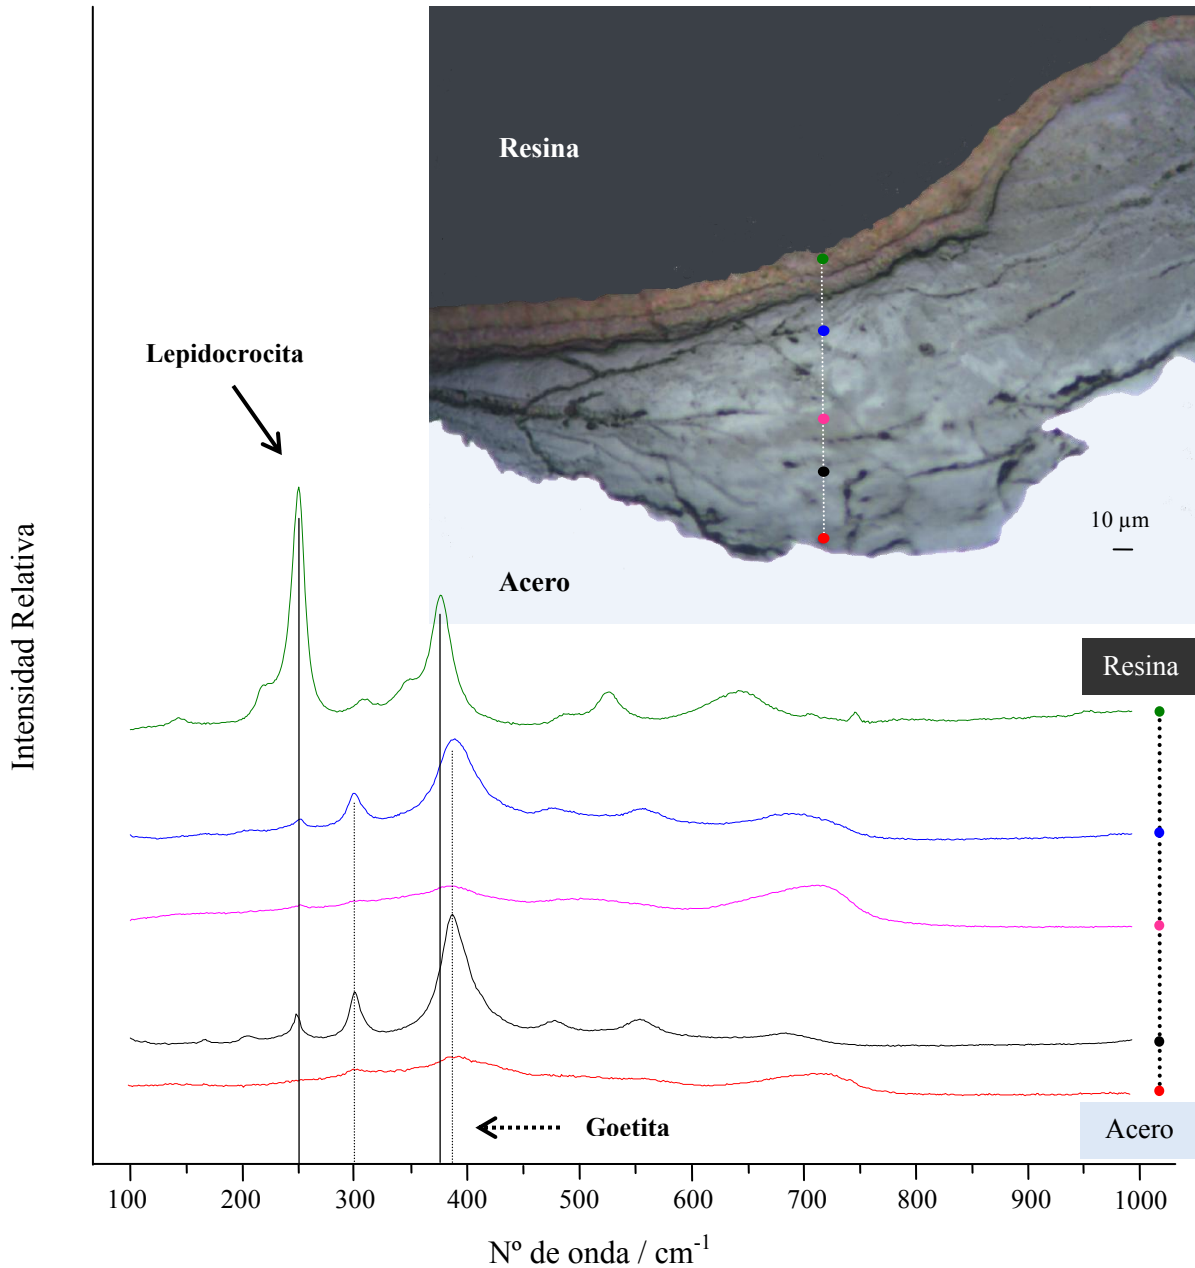 Resina
Lepidocrocita
10 µm
Acero
Intensidad Relativa
Resina
Goetita
Acero
100 200 300 400 500 600 700 800 900 1000
Nº de onda / cm-1